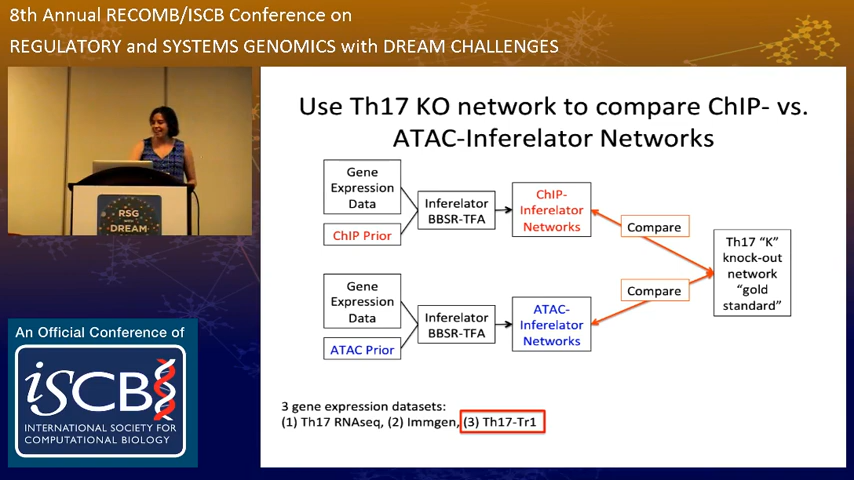 8th Annual RECOMB/ISCB Conference on
REGULATORY and SYSTEMS GENOMICS with DREAM CHALLENGES
RSG
with
DREAM
An Official Conference of
iSCB
INTERNATIONAL SOCIETY FOR
COMPUTATIONAL BIOLOGY
Use Th17 KO network to compare ChIP- vs.
ATAC-Inferelator Networks
Gene
Expression
Data
ChIP Prior
Inferelator
BBSR-TFA
ChIP-
Inferelator
Networks
Compare
Gene
Expression
Data
ATAC Prior
Inferelator
BBSR-TFA
ATAC-
Inferelator
Networks
Compare
Th17 “K”
knock-out
network
“gold
standard”
3 gene expression datasets:
(1) Th17 RNAseq, (2) Immgen, (3) Th17-Tr1